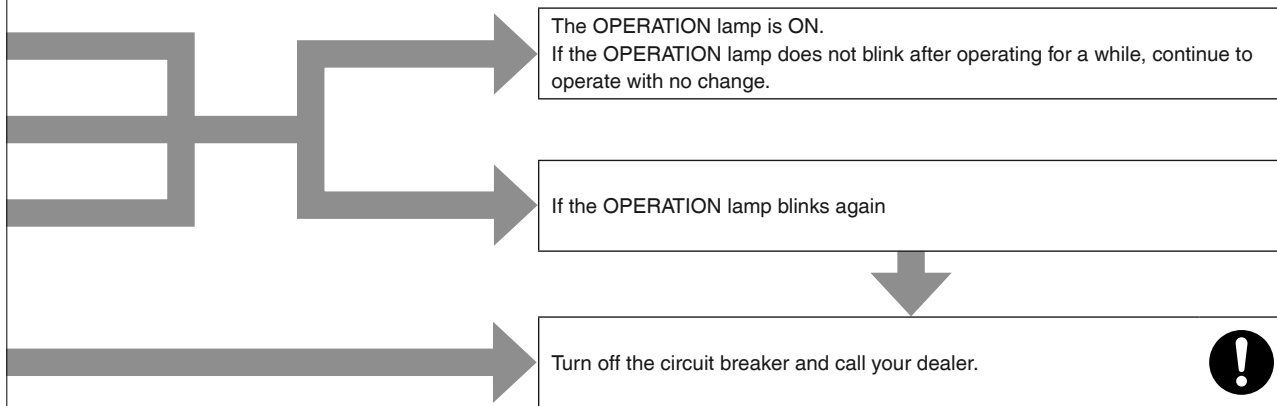 The OPERATION lamp is ON.
If the OPERATION lamp does not blink after operating for a while, continue to
operate with no change.
If the OPERATION lamp blinks again
Turn off the circuit breaker and call your dealer.